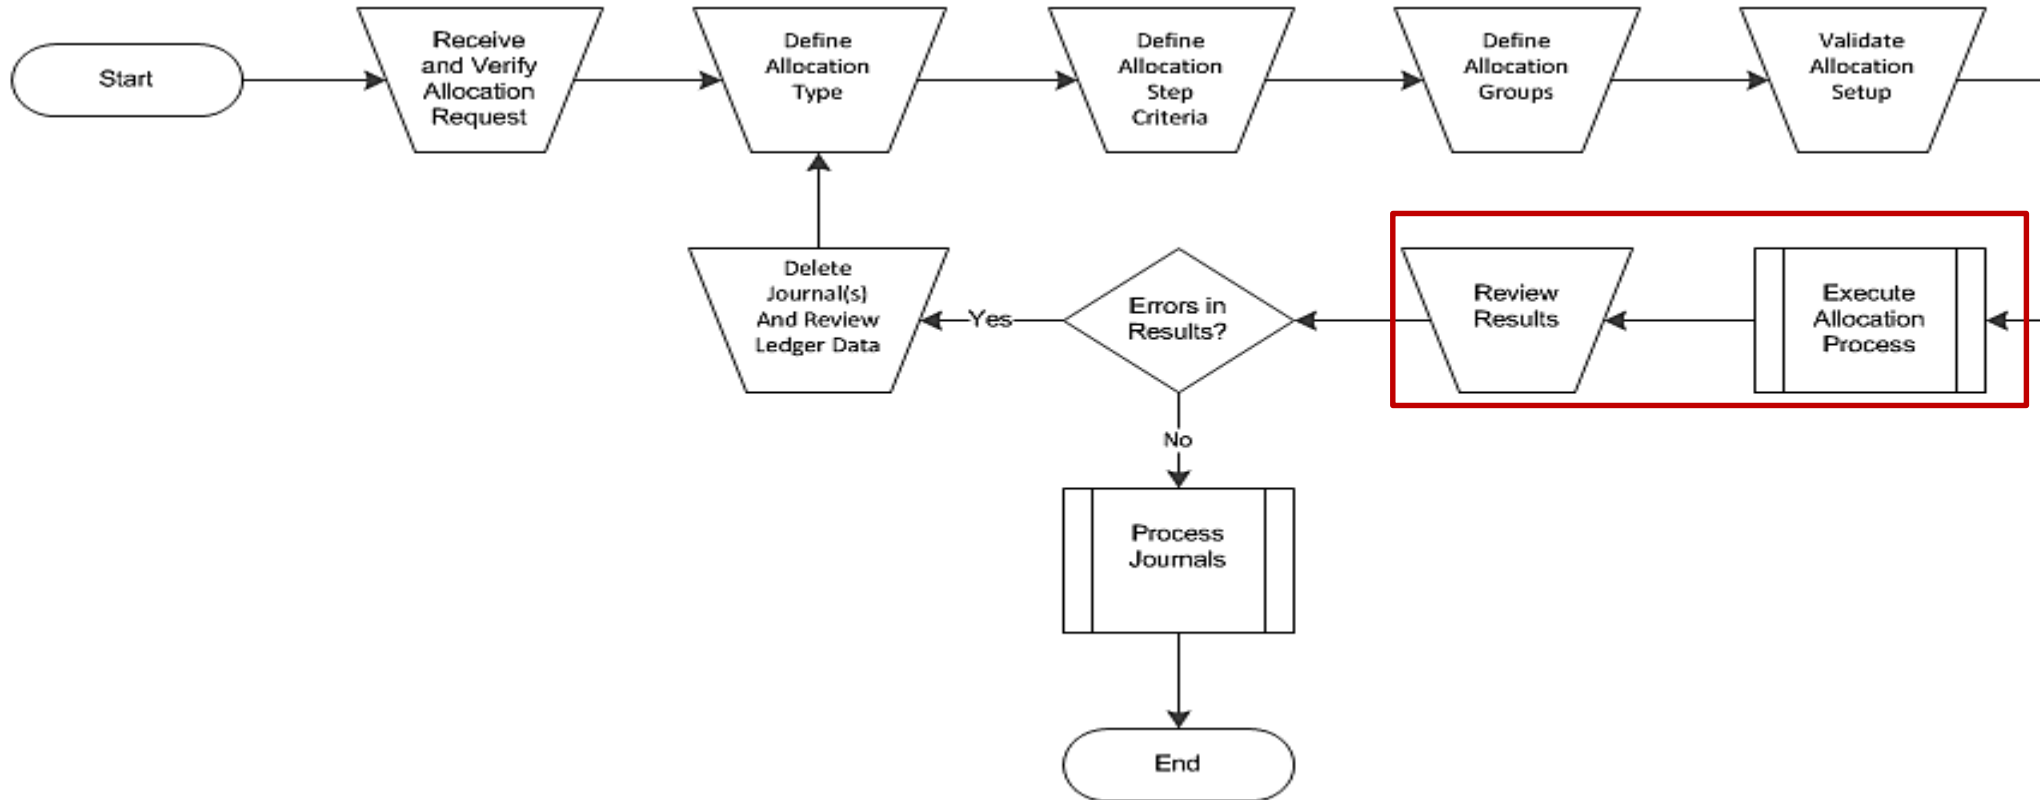 Start
Receive
and Verify
Allocation
Request
Define
Allocation
Type
Define
Allocation
Step
Criteria
Define
Allocation
Groups
Validate
Allocation
Setup
Execute
Allocation
Process
Review
Results
Errors in
Results?
Yes
Delete
Journal(s)
And Review
Ledger Data
No
Process
Journals
End